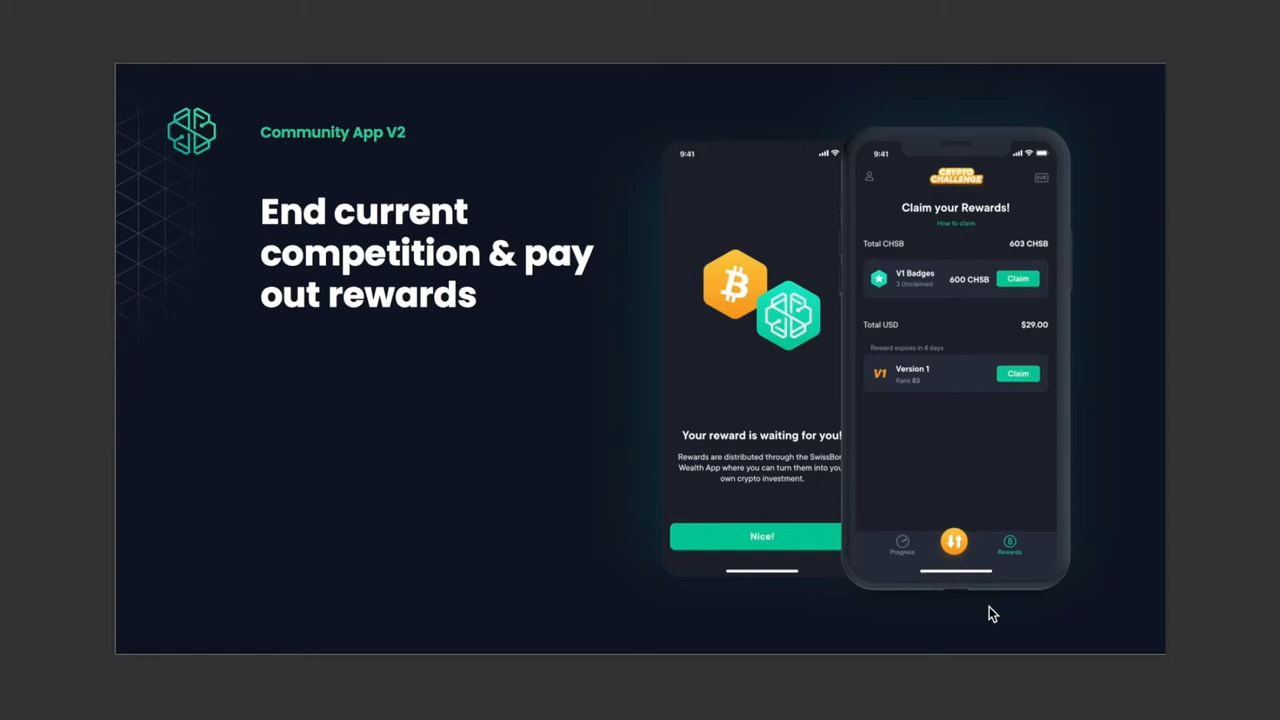 Community App V2
End current
competition & pay
out rewards
9:41
Your reward is waiting for you!
Rewards are distributed through the SwissBor
Wealth App where you can turn them into you
own crypto investment.
Nice!
9:41
CRYPTO
CHALLENGE
EUR
Claim your Rewards!
How to claim
Total CHSB 603 CHSB
V1 Badges
3 Unclaimed
600 CHSB
Claim
Total USD $29.00
Reward expires in 4 days
V1
Version 1
Rank 83
Claim
Progress
Rewards